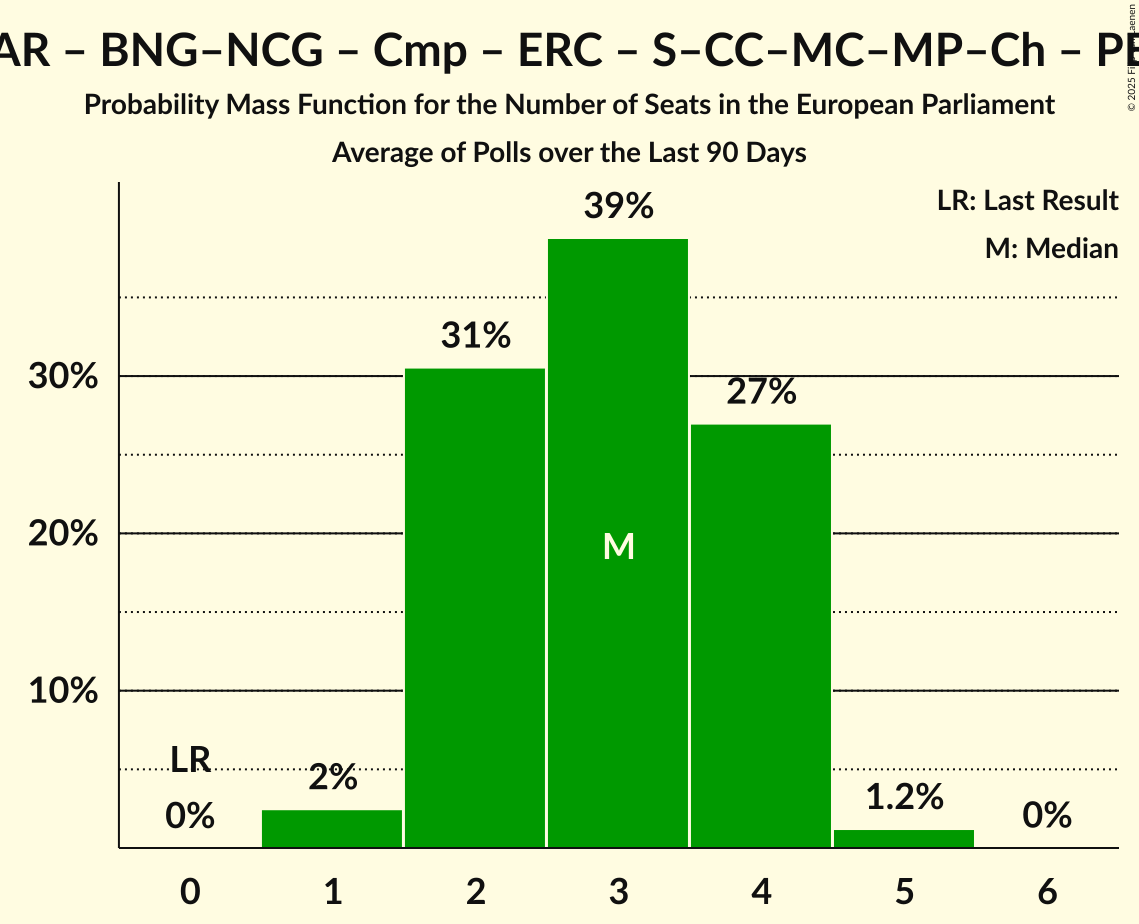 AR – BNG–NCG – Cmp – ERC – S–CC–MC–MP–Ch –
Probability Mass Function for the Number of Seats in the European Parliament
Average of Polls over the Last 90 Days
© 2025
LR: Last Result
M: Median
39%
31%
30%
27%
20%
M
10%
LR
2%
1.2%
0%
0%
0 1 2 3 4 5 6